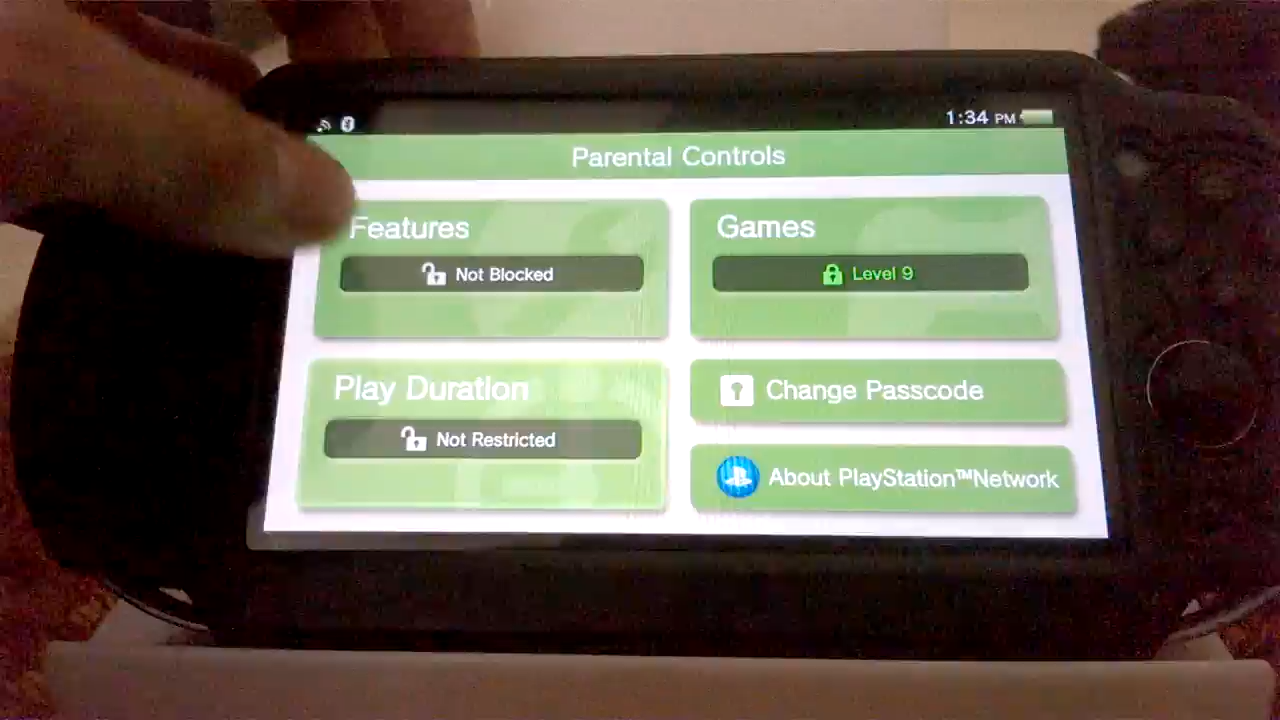 1:34 PM
Parental Controls
Features
Not Blocked
Games
Level 9
Play Duration
Not Restricted
Change Passcode
About PlayStation™Network